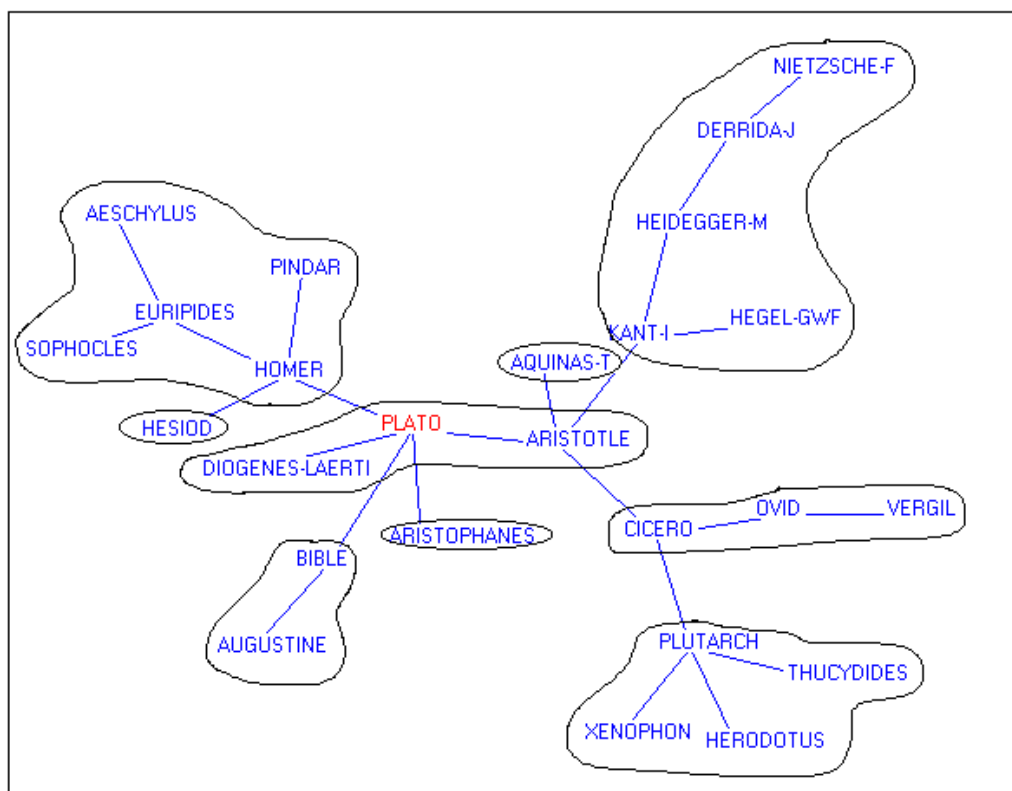 NIETZSCHE-F
DERRIDA-J
AESCHYLUS
HEIDEGGER-M
PINDAR
EURIPIDES
HEGEL-GWF
KANT-I
SOPHOCLES
HOMER
AQUINAS-T
HESIOD
PLATO
ARISTOTLE
DIOGENES-LAERTI
OVID
VERGIL
CICERO
ARISTOPHANES
BIBLE
AUGUSTINE
PLUTARCH
THUCYDIDES
XENOPHON
HERODOTUS